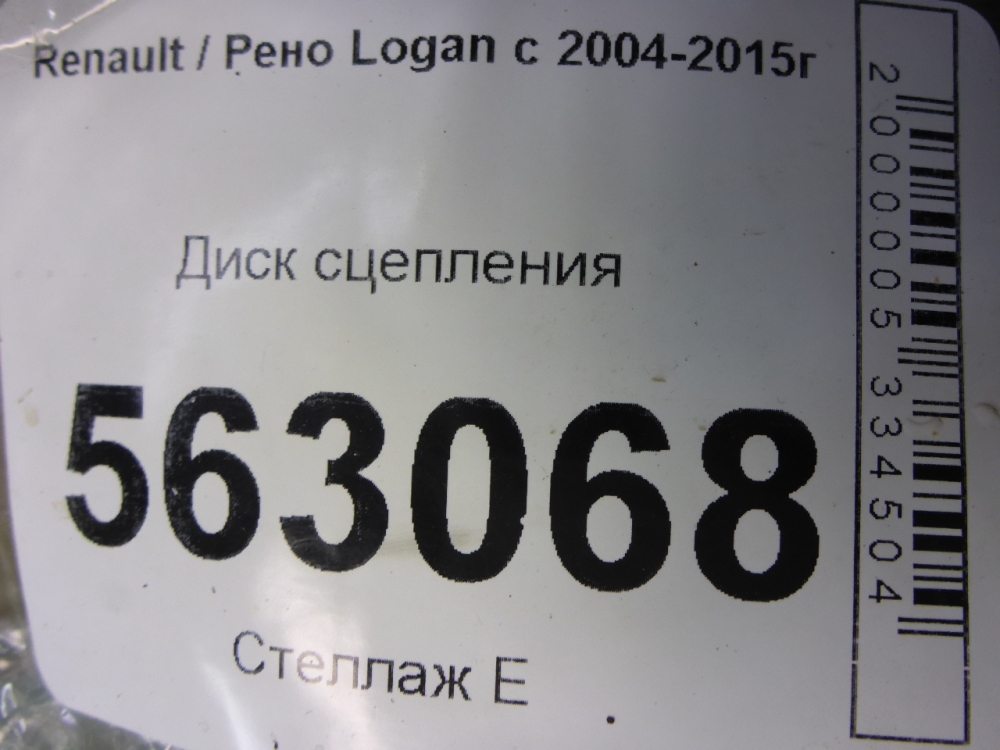 Renault / Рено Logan с 2004-2015г
Диск сцепления
563068
Стеллаж Е
2000005334504